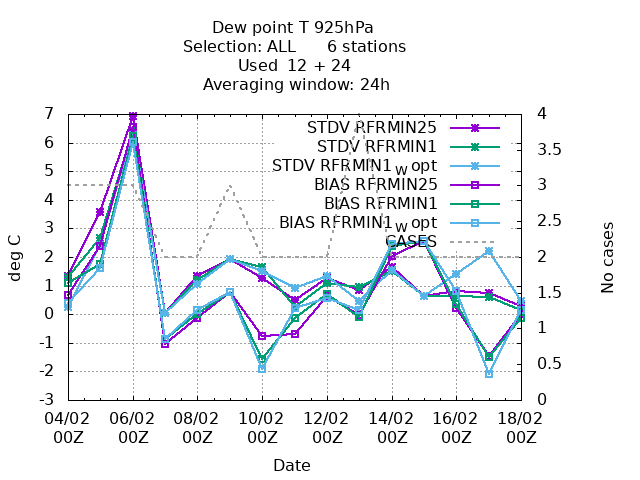 Dew point T 925hPa
Selection: ALL      6 stations
Used  12 + 24
Averaging window: 24h
7
6
5
4
3
2
1
0
-1
-2
-3
deg C
4
3.5
3
2.5
2
1.5
1
0.5
0
No cases
STDV RFRMIN25
STDV RFRMIN1
STDV RFRMIN1_w opt
BIAS RFRMIN25
BIAS RFRMIN1
BIAS RFRMIN1_w opt
CASES
04/02 06/02 08/02 10/02 12/02 14/02 16/02 18/02
00Z 00Z 00Z 00Z 00Z 00Z 00Z 00Z
Date